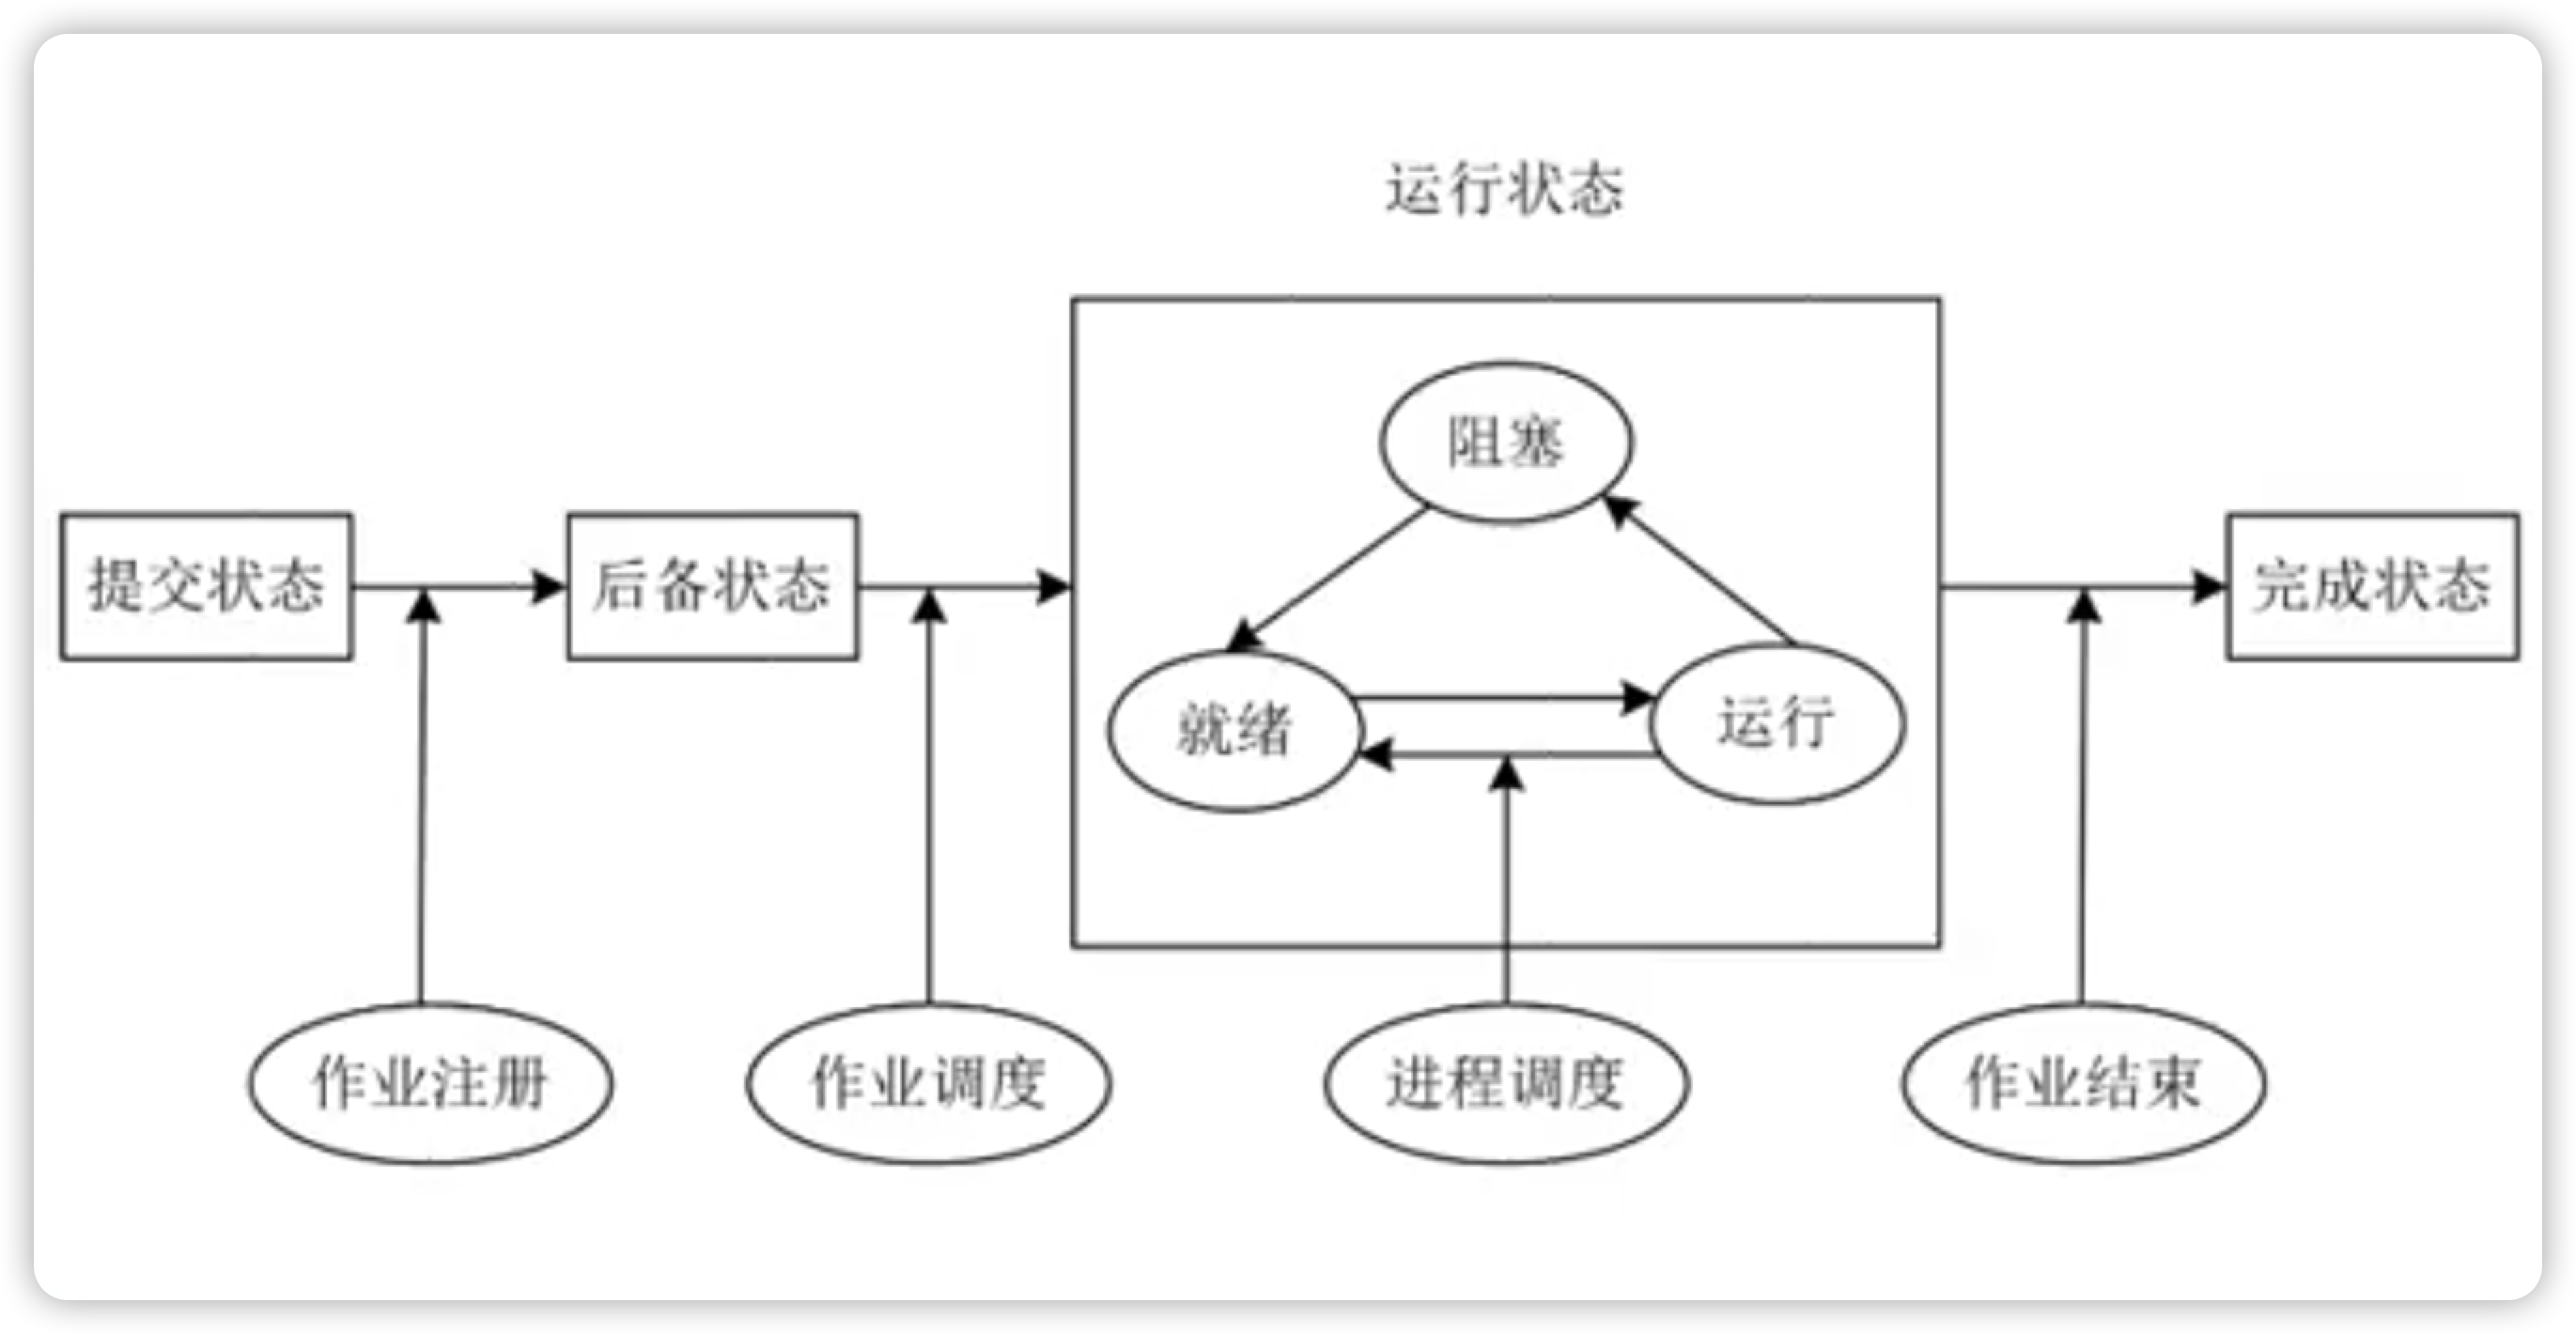 运行状态
阻塞
提交状态
后备状态
完成状态
就绪
运行
作业注册
作业调度
进程调度
作业结束